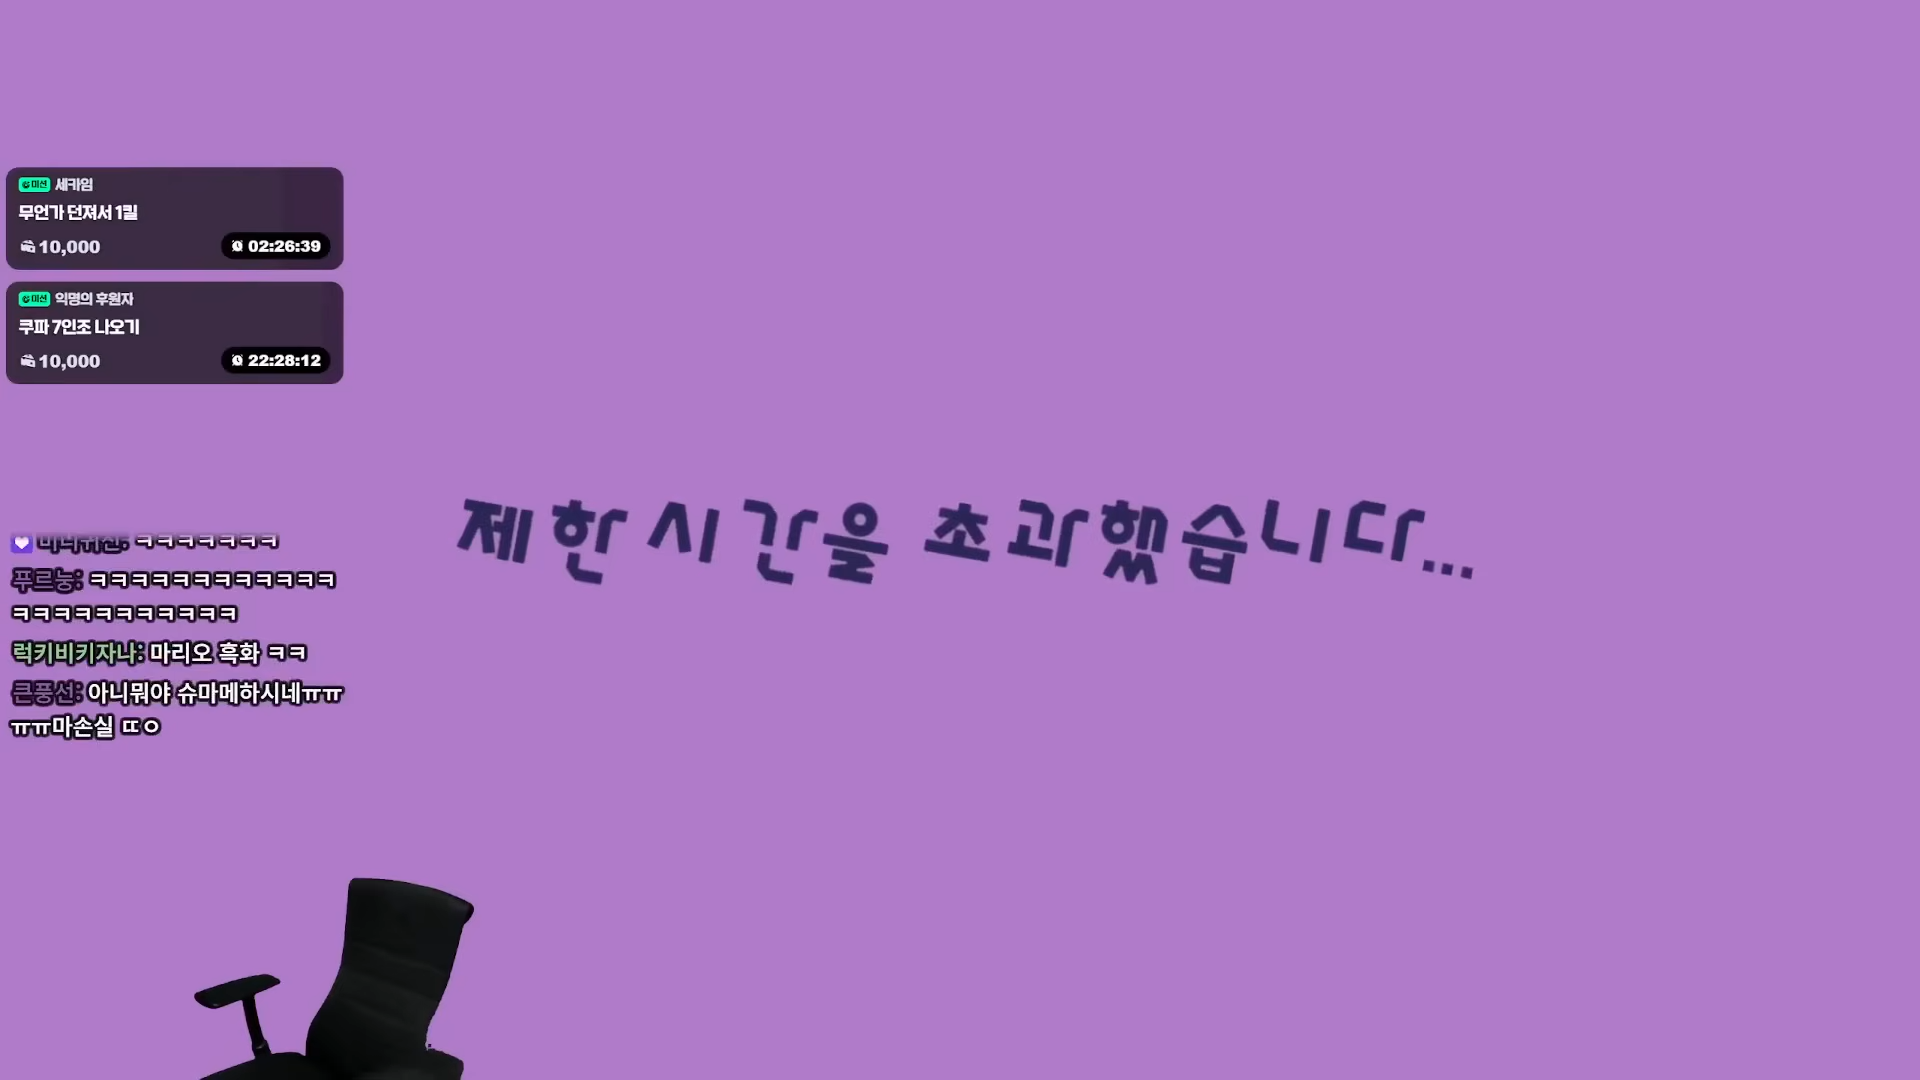 미션 세카임
무언가 던져서 1킬
10,000
02:26:39
미션 익명의 후원자
쿠파 7인조 나오기
10,000
22:28:12
제한시간을 초과했습니다...
ㅋㅋㅋㅋㅋㅋㅋ
푸르눙: ㅋㅋㅋㅋㅋㅋㅋㅋㅋㅋㅋㅋ
ㅋㅋㅋㅋㅋㅋㅋㅋㅋㅋㅋ
럭키비키자나: 마리오 흑화 ㅋㅋ
큰풍선: 아니뭐야 슈마메하시네ㅠㅠ
ㅠㅠ마손실 ㄸㅇ